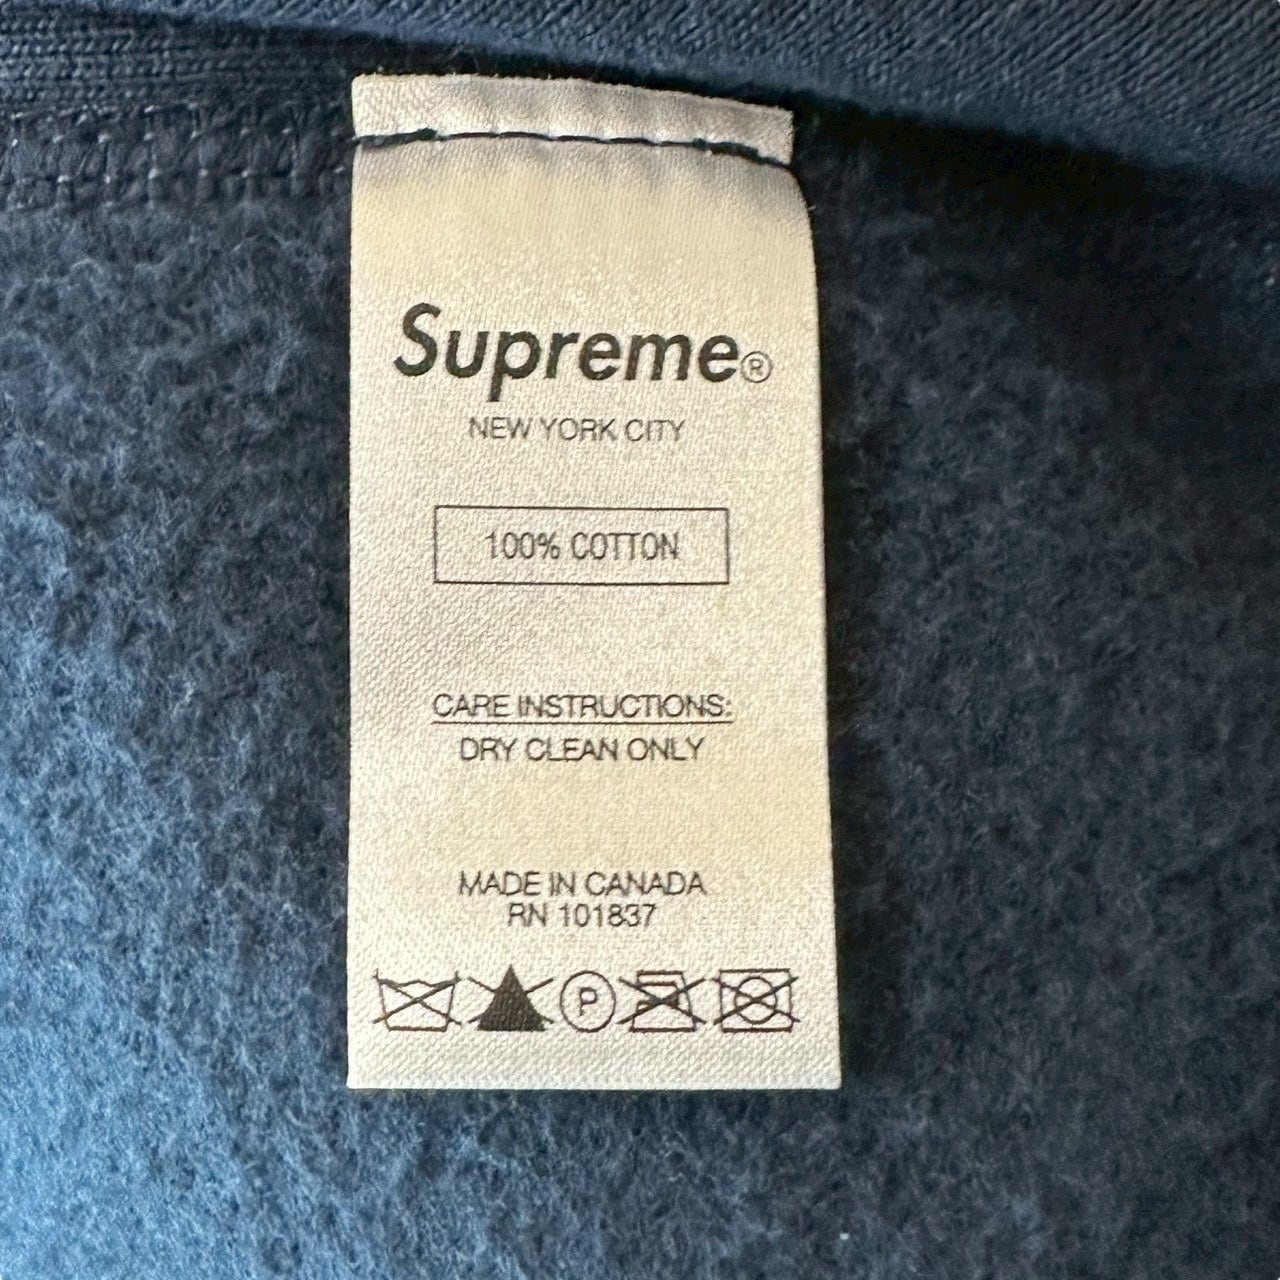 Supreme®
NEW YORK CITY
100% COTTON
CARE INSTRUCTIONS:
DRY CLEAN ONLY
MADE IN CANADA
RN 101837
P